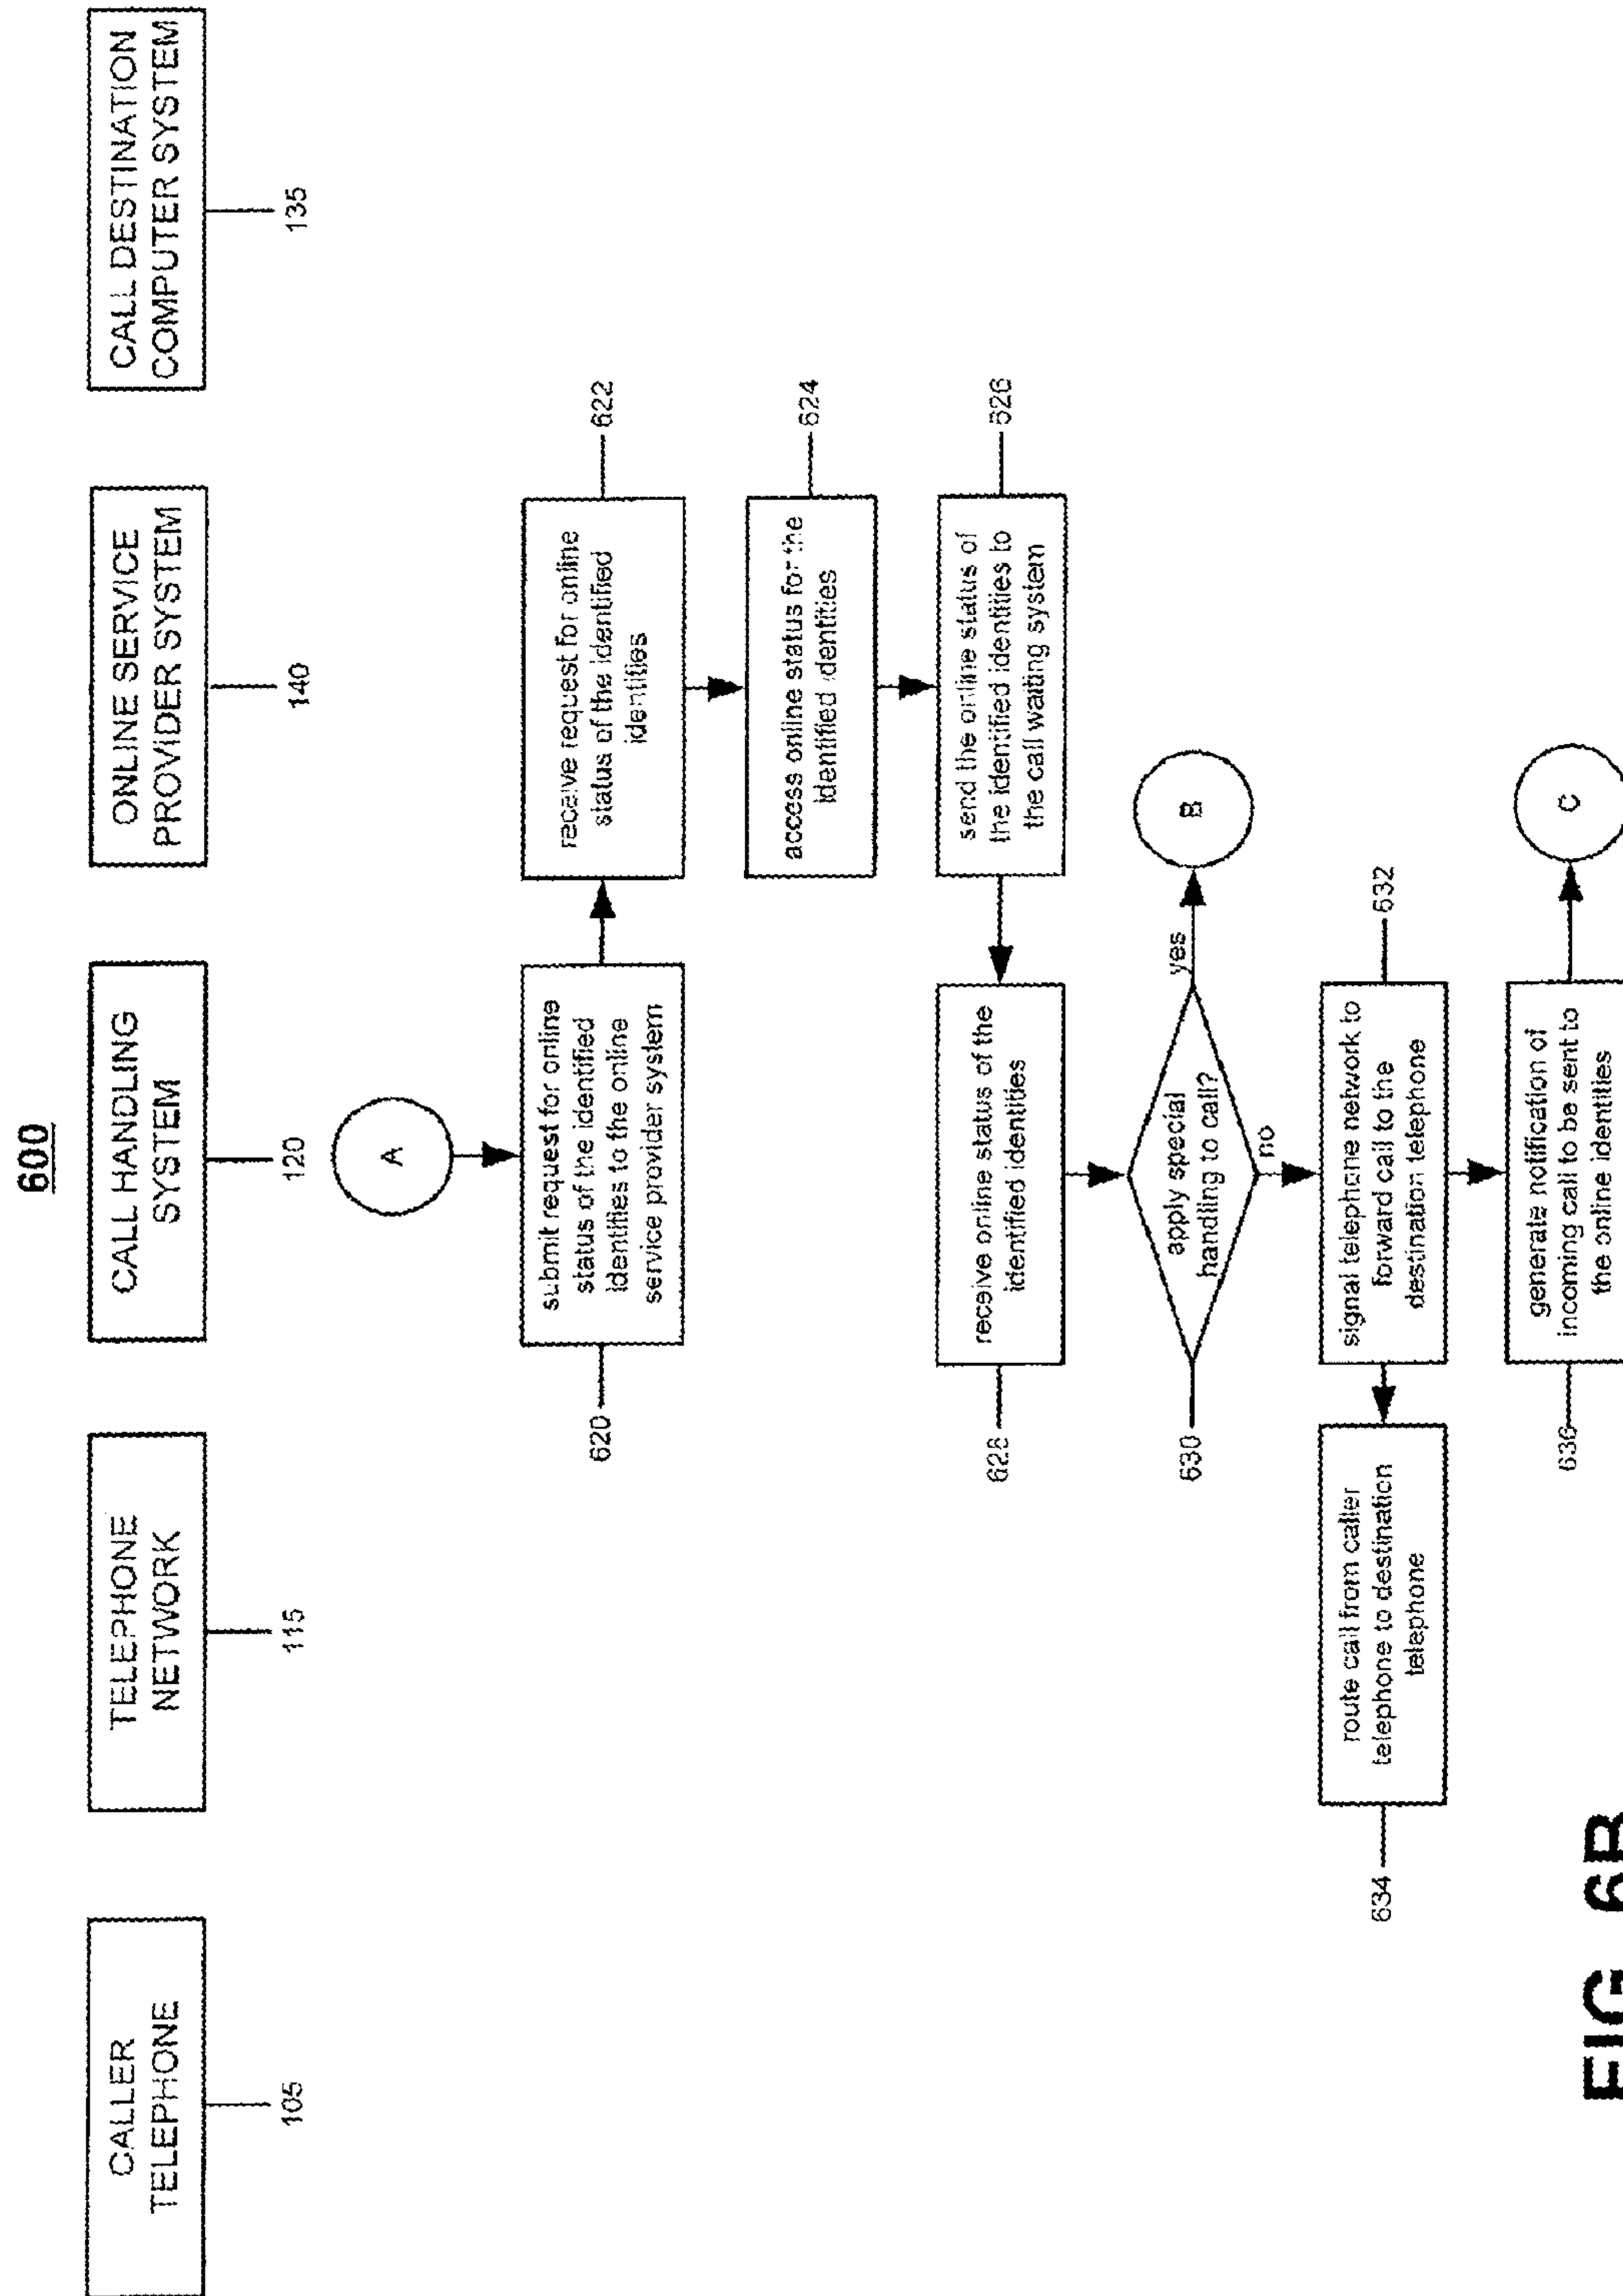 600
CALLER
TELEPHONE
105
TELEPHONE
NETWORK
115
CALL HANDLING
SYSTEM
120
ONLINE SERVICE
PROVIDER SYSTEM
140
CALL DESTINATION
COMPUTER SYSTEM
135
A
620
submit request for online
status of the identified
identities to the online
service provider system
receive request for online
status of the identified
identities
622
access online status for the
identified identities
624
send the online status of
the identified identities to
the call waiting system
626
628
receive online status of the
identified identities
630
apply special
handling to call?
yes
B
no
signal telephone network to
forward call to the
destination telephone
632
634
route call from caller
telephone to destination
telephone
636
generate notification of
incoming call to be sent to
the online identities
C
FIG. 6B